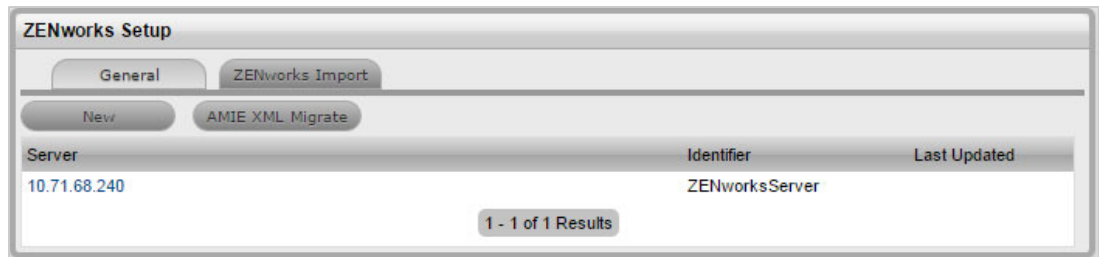 ZENworks Setup
General ZENworks Import
New AMIE XML Migrate
Server Identifier Last Updated
10.71.68.240 ZENworksServer
1 - 1 of 1 Results